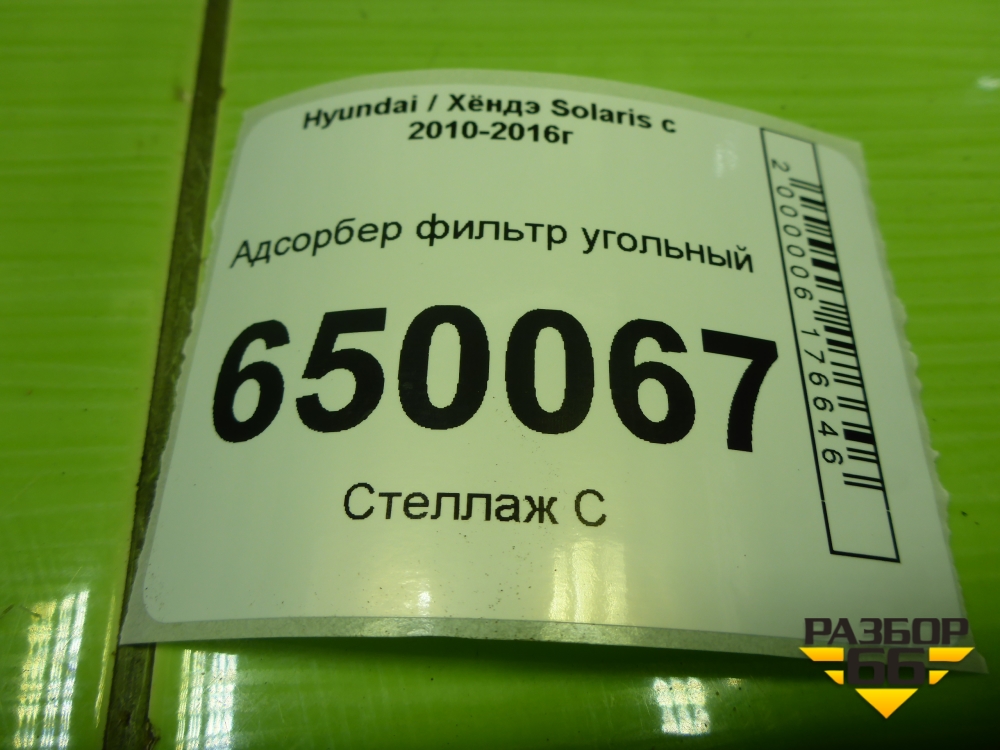 Hyundai / Хёндэ Solaris с
2010-2016г
Адсорбер фильтр угольный
650067
Стеллаж С
2000006176646
РАЗБОР
66